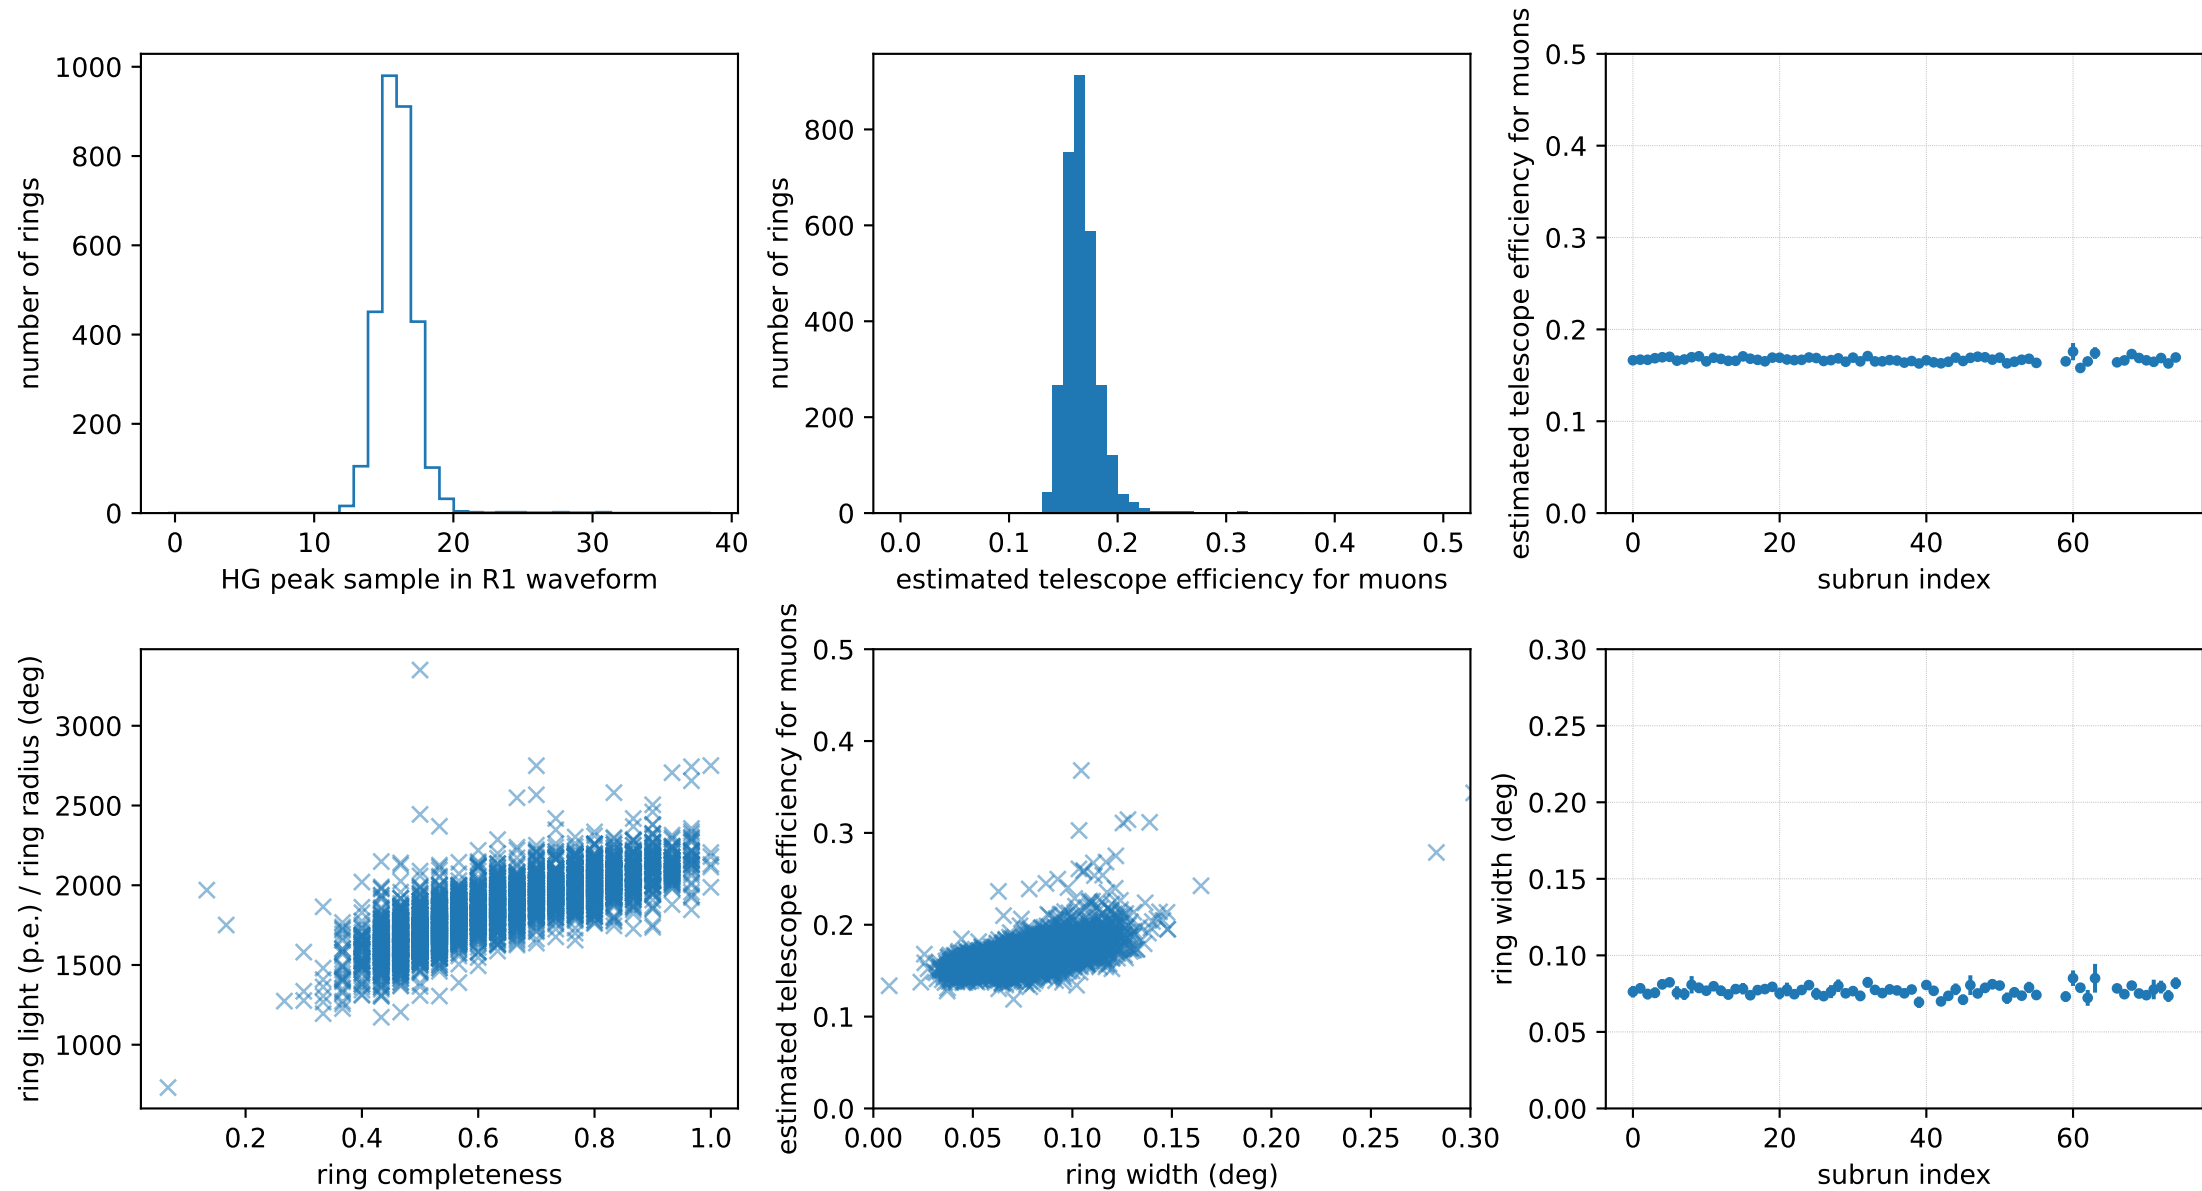 number of rings
1000
800
600
400
200
0
0 10 20 30 40
HG peak sample in R1 waveform
number of rings
800
600
400
200
0
0.0 0.1 0.2 0.3 0.4 0.5
estimated telescope efficiency for muons
estimated telescope efficiency for muons
0.5
0.4
0.3
0.2
0.1
0.0
0 20 40 60
subrun index
ring light (p.e.) / ring radius (deg)
3000
2500
2000
1500
1000
0.2 0.4 0.6 0.8 1.0
ring completeness
estimated telescope efficiency for muons
0.5
0.4
0.3
0.2
0.1
0.0
0.00 0.05 0.10 0.15 0.20 0.25 0.30
ring width (deg)
ring width (deg)
0.30
0.25
0.20
0.15
0.10
0.05
0.00
0 20 40 60
subrun index